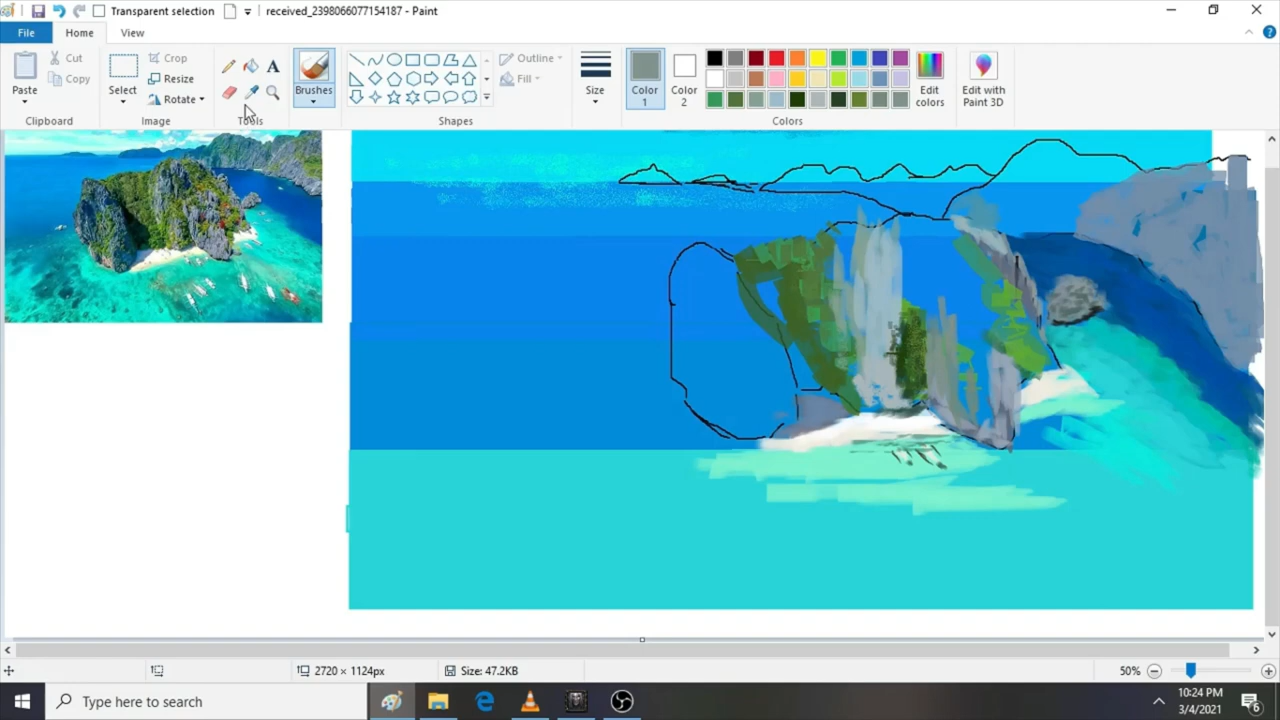 Transparent selection
received_2398066077154187 - Paint
File
Home
View
Paste
Cut
Copy
Clipboard
Select
Crop
Resize
Rotate
Image
A
Tools
Brushes
Outline
Fill
Shapes
Size
Color
1
Color
2
Edit
colors
Edit with
Paint 3D
Colors
2720 × 1124px
Size: 47.2KB
50%
Type here to search
10:24 PM
3/4/2021
6